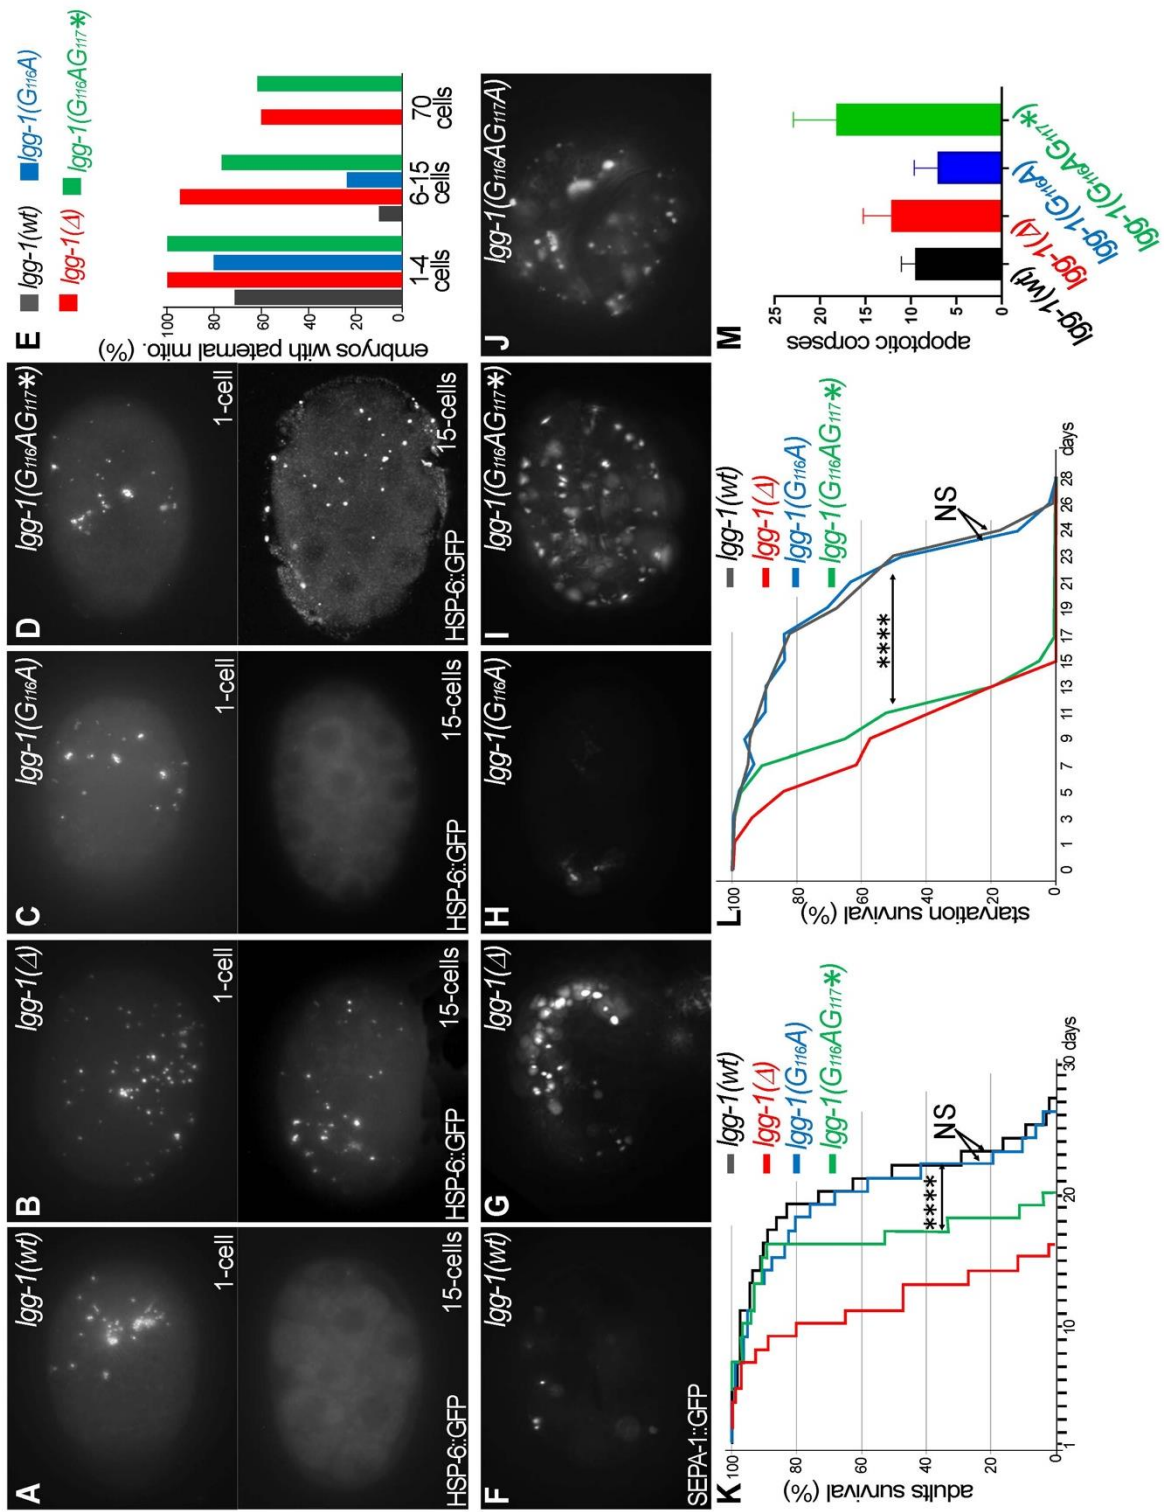 A
lgg-1(wt)
1-cell
HSP-6::GFP
15-cells
B
lgg-1(Δ)
1-cell
HSP-6::GFP
15-cells
C
lgg-1(G116A)
1-cell
HSP-6::GFP
15-cells
D
lgg-1(G116AG117*)
1-cell
HSP-6::GFP
15-cells
E
lgg-1(wt)
lgg-1(G116A)
lgg-1(Δ)
lgg-1(G116AG117*)
embryos with paternal mito. (%)
100
80
60
40
20
0
1-4 cells
6-15 cells
70 cells
F
lgg-1(wt)
SEPA-1::GFP
G
lgg-1(Δ)
H
lgg-1(G116A)
I
lgg-1(G116AG117*)
J
lgg-1(G116AG117A)
K
lgg-1(wt)
lgg-1(Δ)
lgg-1(G116A)
lgg-1(G116AG117*)
adults survival (%)
100
80
60
40
20
0
****
NS
1
10
20
30 days
L
lgg-1(wt)
lgg-1(Δ)
lgg-1(G116A)
lgg-1(G116AG117*)
starvation survival (%)
100
80
60
40
20
0
****
NS
0 1 3 5 7 9 11 13 15 17 19 21 23 24 26 28 days
M
apoptotic corpses
25
20
15
10
5
0
lgg-1(wt)
lgg-1(Δ)
lgg-1(G116A)
lgg-1(G116AG117*)